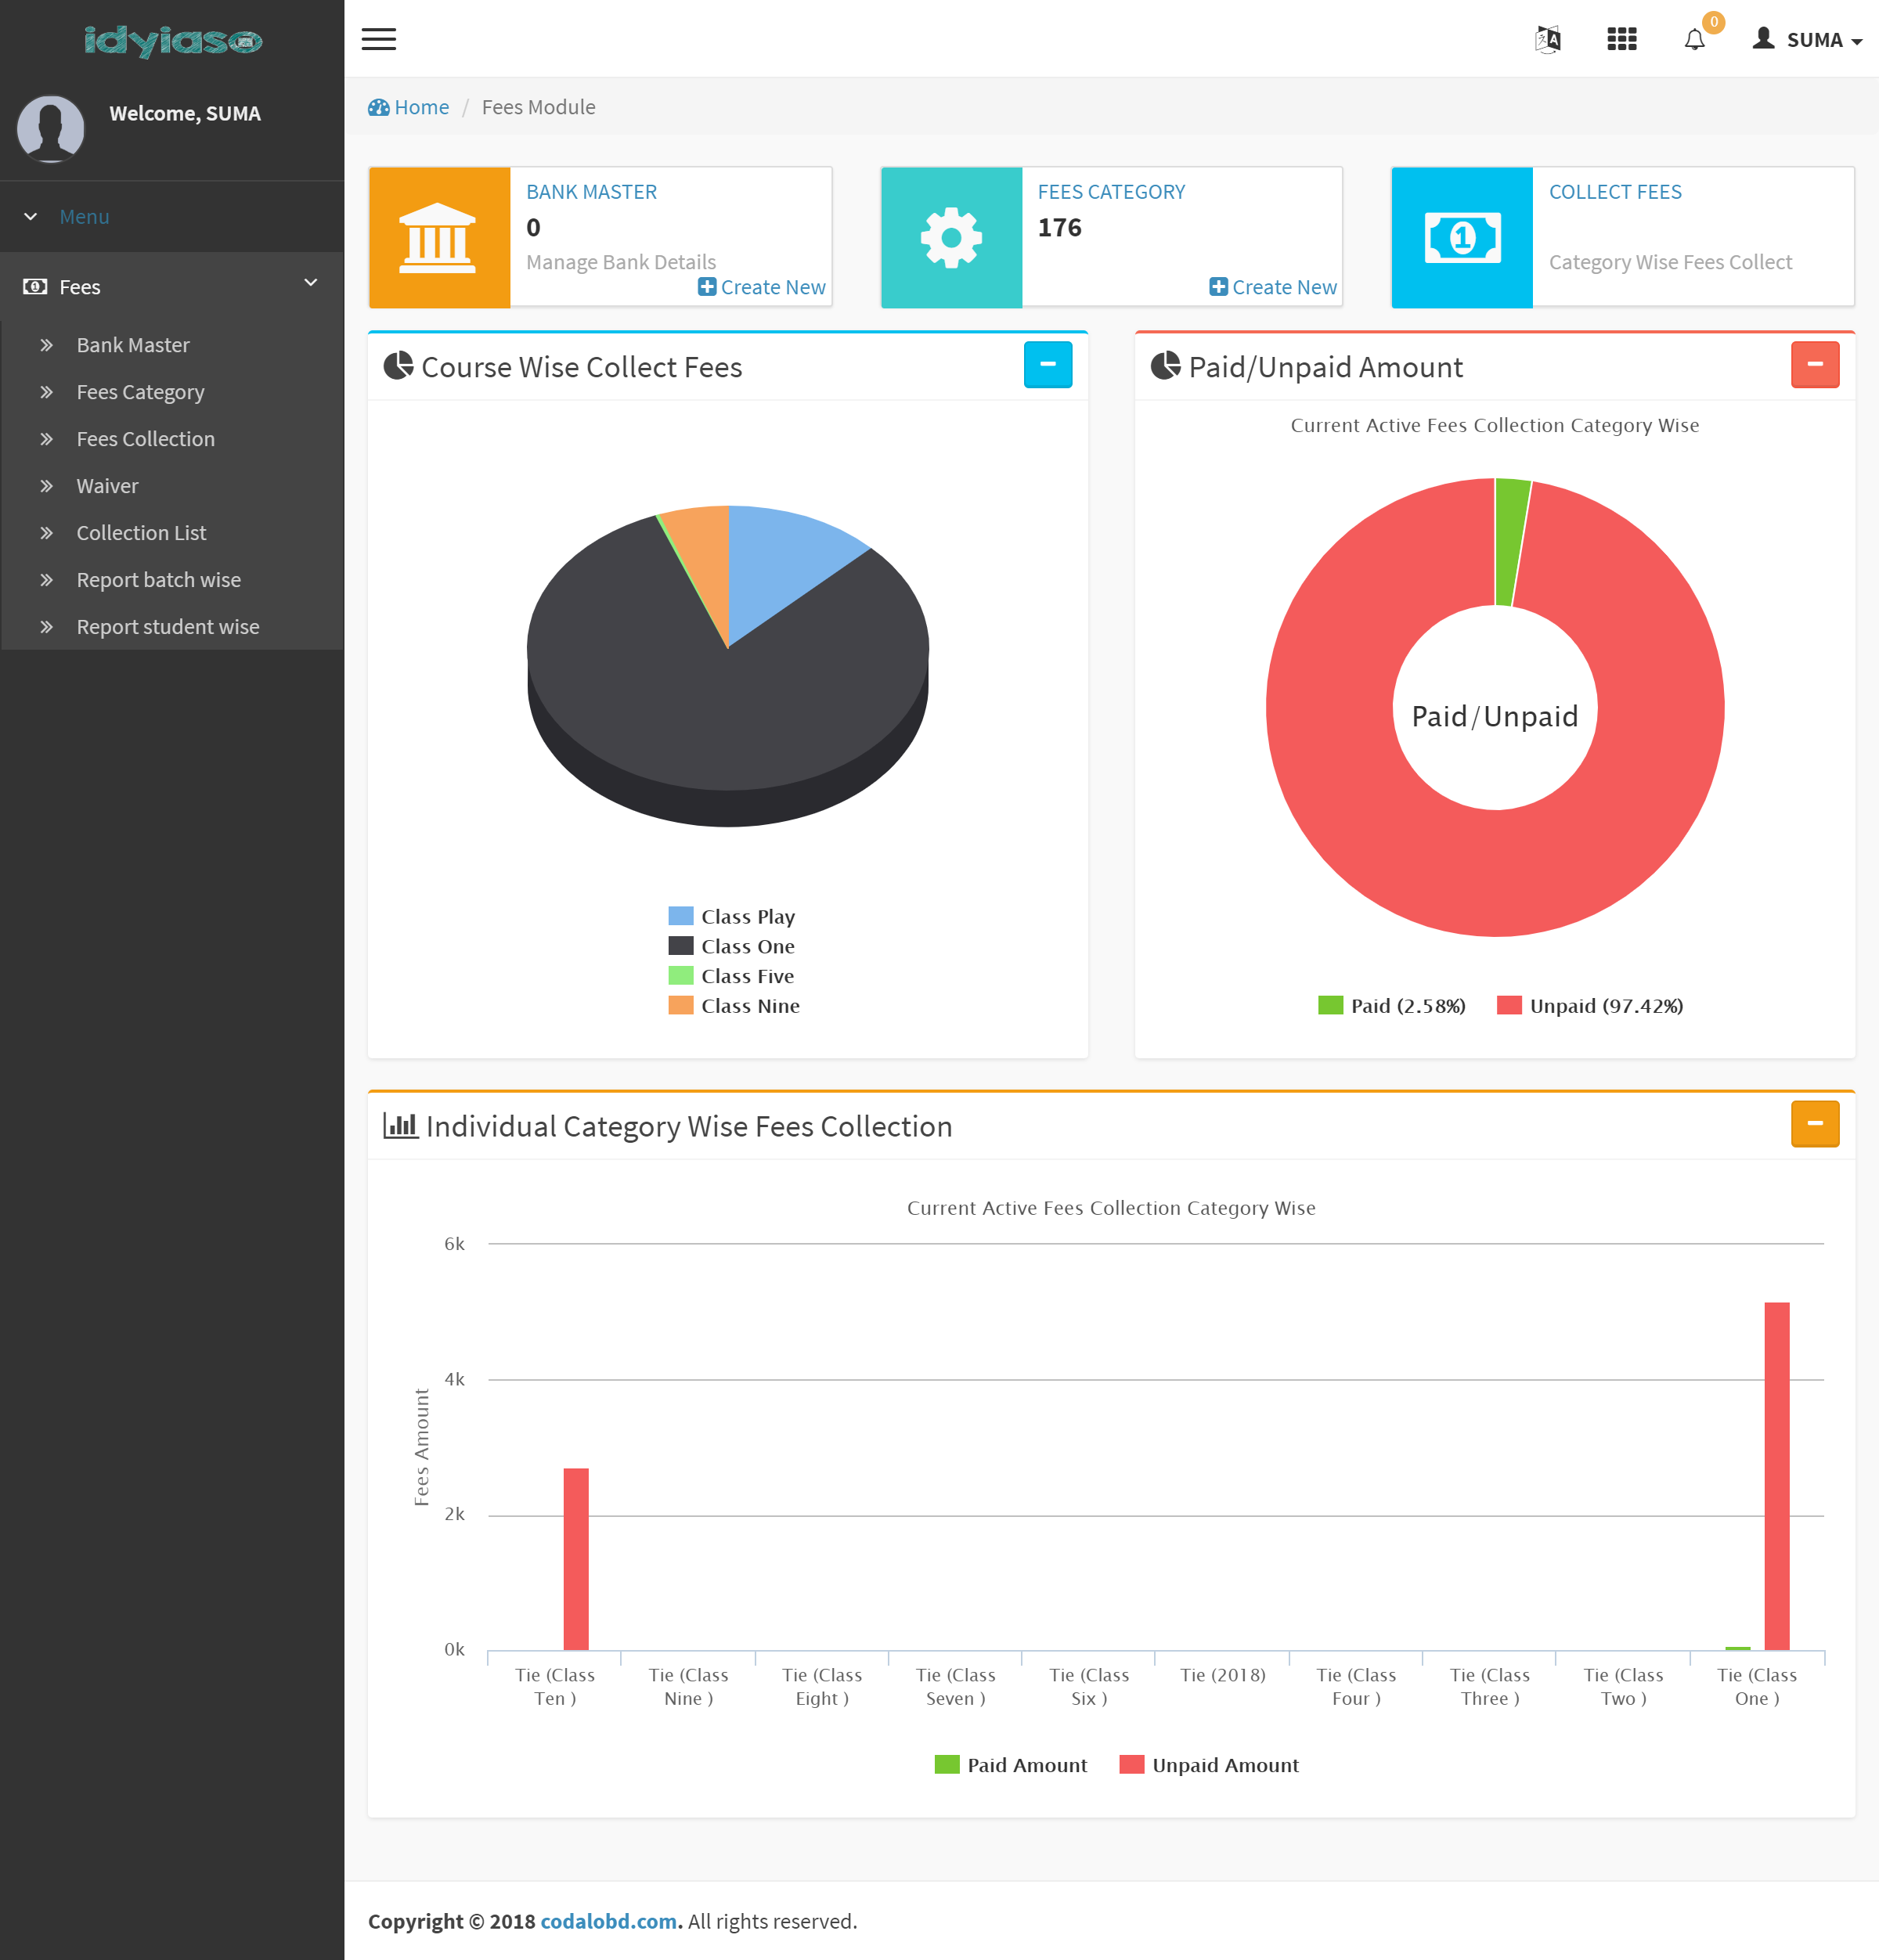 idyiaso
0
SUMA
Welcome, SUMA
Menu
Fees
Bank Master
Fees Category
Fees Collection
Waiver
Collection List
Report batch wise
Report student wise
Home / Fees Module
BANK MASTER
0
Manage Bank Details
Create New
FEES CATEGORY
176
Create New
COLLECT FEES
Category Wise Fees Collect
Course Wise Collect Fees
Class Play
Class One
Class Five
Class Nine
Paid/Unpaid Amount
Current Active Fees Collection Category Wise
Paid/Unpaid
Paid (2.58%) Unpaid (97.42%)
Individual Category Wise Fees Collection
Current Active Fees Collection Category Wise
Fees Amount
6k
4k
2k
0k
Tie (Class Tie (Class Tie (Class Tie (Class Tie (Class Tie (2018) Tie (Class Tie (Class Tie (Class Tie (Class
Ten ) Nine ) Eight ) Seven ) Six ) Four ) Three ) Two ) One )
Paid Amount Unpaid Amount
Copyright © 2018 codalobd.com. All rights reserved.